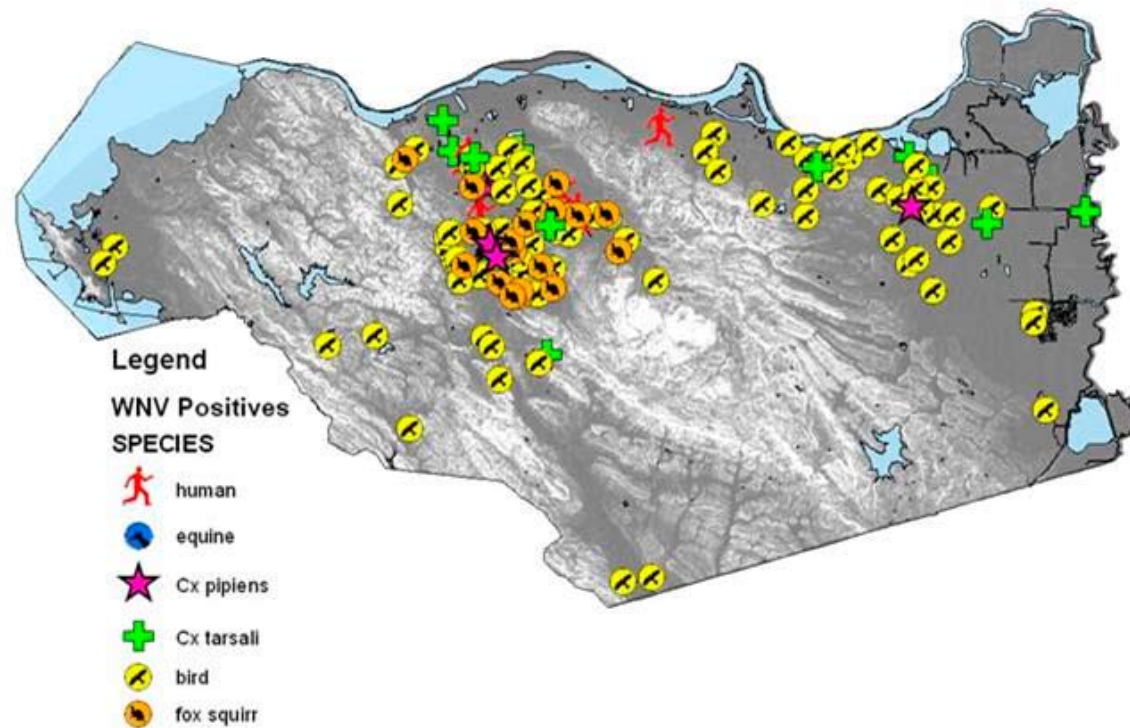 Legend
WNV Positives
SPECIES
human
equine
Cx pipiens
Cx tarsali
bird
fox squirr